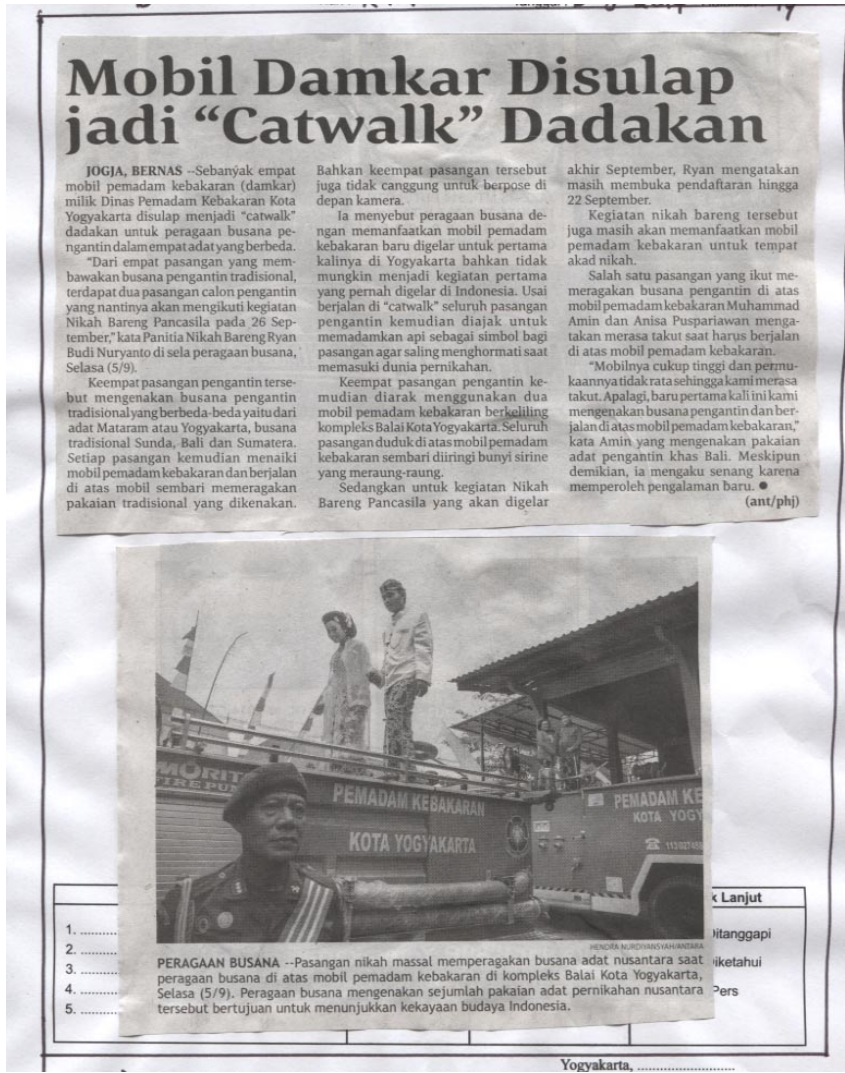 Mobil Damkar Disulap
jadi “Catwalk” Dadakan
JOGJA, BERNAS --Sebanyak empat
mobil pemadam kebakaran (damkar)
milik Dinas Pemadam Kebakaran Kota
Yogyakarta disulap menjadi “catwalk”
dadakan untuk peragaan busana pe-
ngantin dalam empat adat yang berbeda.
“Dari empat pasangan yang mem-
bawakan busana pengantin tradisional,
terdapat dua pasangan calon pengantin
yang nantinya akan mengikuti kegiatan
Nikah Bareng Pancasila pada 26 Sep-
tember,” kata Panitia Nikah Bareng Ryan
Budi Nuryanto di sela peragaan busana,
Selasa (5/9).
Keempat pasangan pengantin terse-
but mengenakan busana pengantin
tradisional yang berbeda-beda yaitu dari
adat Mataram atau Yogyakarta, busana
tradisional Sunda, Bali dan Sumatera.
Setiap pasangan kemudian menaiki
mobil pemadam kebakaran dan berjalan
di atas mobil sembari memeragakan
pakaian tradisional yang dikenakan.
Bahkan keempat pasangan tersebut
juga tidak canggung untuk berpose di
depan kamera.
Ia menyebut peragaan busana de-
ngan memanfaatkan mobil pemadam
kebakaran baru digelar untuk pertama
kalinya di Yogyakarta bahkan tidak
mungkin menjadi kegiatan pertama
yang pernah digelar di Indonesia. Usai
berjalan di “catwalk” seluruh pasangan
pengantin kemudian diajak untuk
memadamkan api sebagai simbol bagi
pasangan agar saling menghormati saat
memasuki dunia pernikahan.
Keempat pasangan pengantin ke-
mudian diarak menggunakan dua
mobil pemadam kebakaran berkeliling
kompleks Balai Kota Yogyakarta. Seluruh
pasangan duduk di atas mobil pemadam
kebakaran sembari diiringi bunyi sirine
yang meraung-raung.
Sedangkan untuk kegiatan Nikah
Bareng Pancasila yang akan digelar
akhir September, Ryan mengatakan
masih membuka pendaftaran hingga
22 September.
Kegiatan nikah bareng tersebut
juga masih akan memanfaatkan mobil
pemadam kebakaran untuk tempat
akad nikah.
Salah satu pasangan yang ikut me-
meragakan busana pengantin di atas
mobil pemadam kebakaran Muhammad
Amin dan Anisa Puspariawan menga-
takan merasa takut saat harus berjalan
di atas mobil pemadam kebakaran.
“Mobilnya cukup tinggi dan permu-
kaannya tidak rata sehingga kami merasa
takut. Apalagi, baru pertama kali ini kami
mengenakan busana pengantin dan ber-
jalan di atas mobil pemadam kebakaran,”
kata Amin yang mengenakan pakaian
adat pengantin khas Bali. Meskipun
demikian, ia mengaku senang karena
memperoleh pengalaman baru. ●
(ant/phj)
MORIT
FIRE PUM
PEMADAM KEBAKARAN
KOTA YOGYAKARTA
PEMADAM KE
KOTA YOGY
HENDRA NURDIYANSYAH/ANTARA
PERAGAAN BUSANA --Pasangan nikah massal memperagakan busana adat nusantara saat
peragaan busana di atas mobil pemadam kebakaran di kompleks Balai Kota Yogyakarta,
Selasa (5/9). Peragaan busana mengenakan sejumlah pakaian adat pernikahan nusantara
tersebut bertujuan untuk menunjukkan kekayaan budaya Indonesia.
1. ..........
2. ..........
3. ..........
4. ..........
5. ..........
k Lanjut
Ditanggapi
Diketahui
Pers
Yogyakarta, ..........................